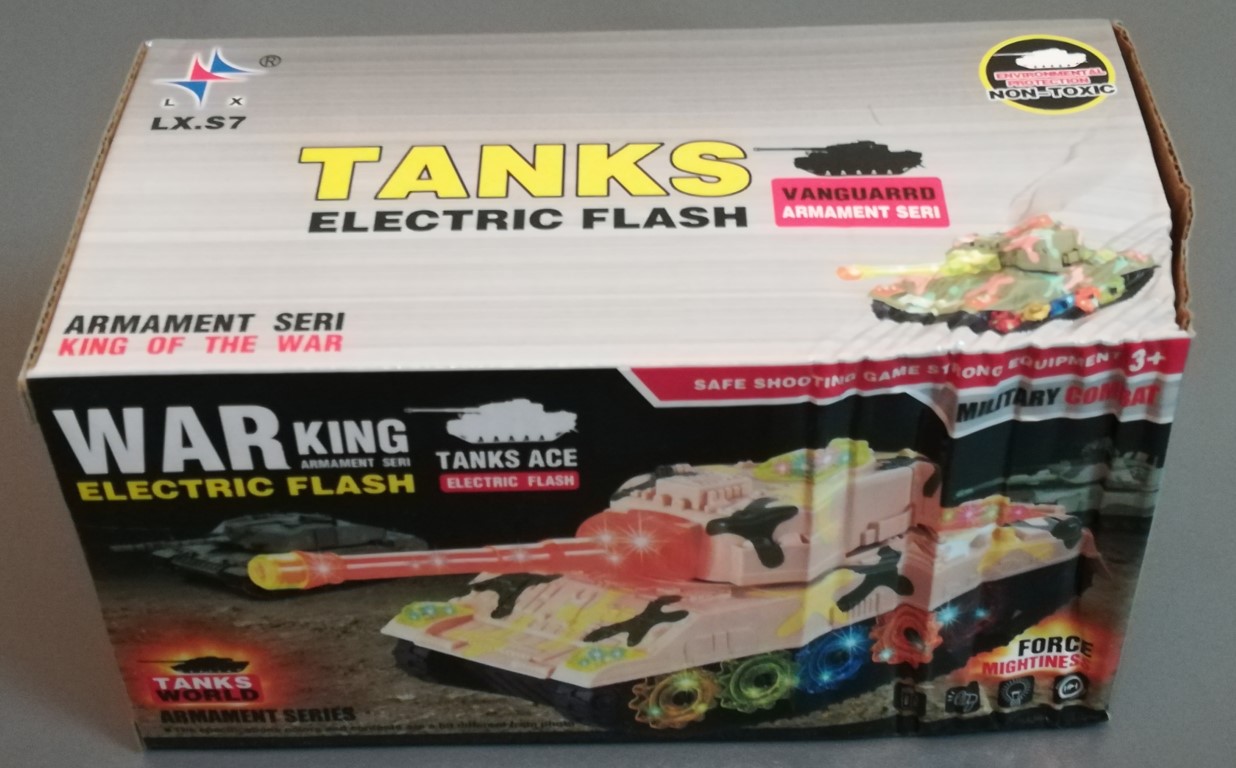 ®
L X
LX.S7
ENVIRONMENTAL
PROTECTION
NON-TOXIC
TANKS
ELECTRIC FLASH
VANGUARRD
ARMAMENT SERI
ARMAMENT SERI
KING OF THE WAR
SAFE SHOOTING GAME STRONG EQUIPMENT 3+
MILITARY COMBAT
WAR KING
ARMAMENT SERI
ELECTRIC FLASH
TANKS ACE
ELECTRIC FLASH
FORCE
MIGHTINESS
TANKS
WORLD
ARMAMENT SERIES